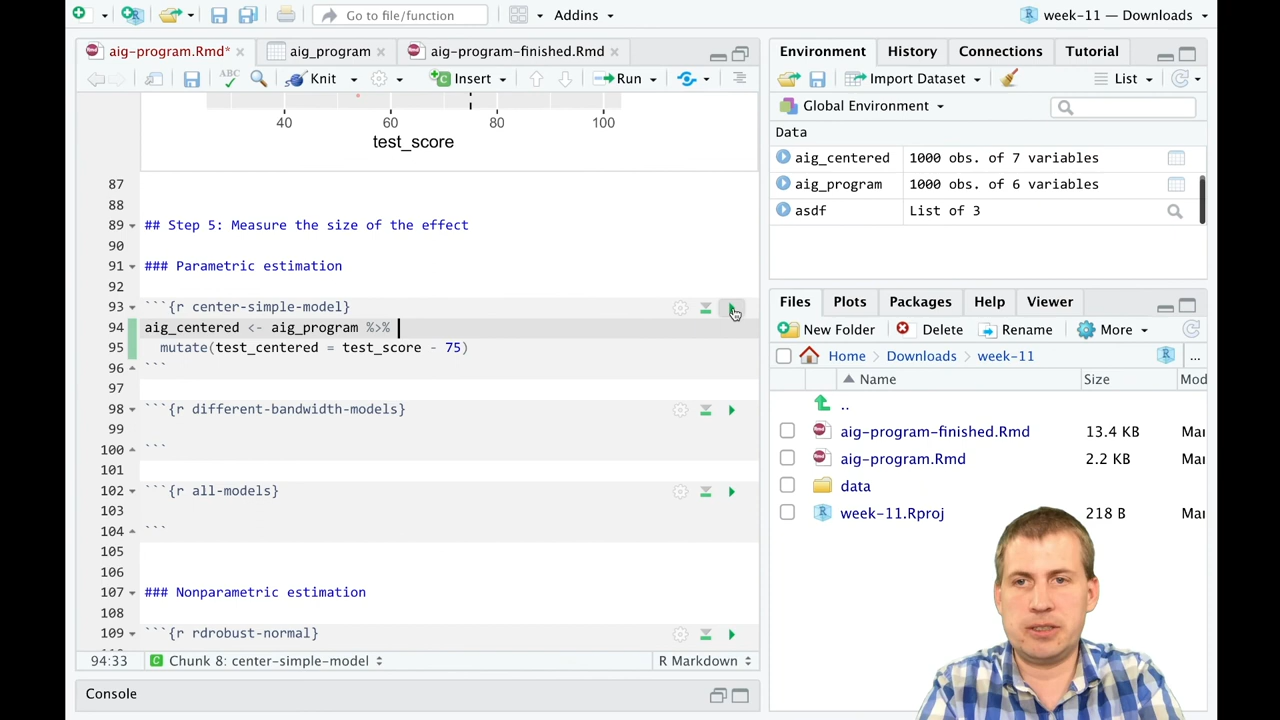 Go to file/function
Addins
week-11 — Downloads
aig-program.Rmd*
aig_program
aig-program-finished.Rmd
ABC
Knit
Insert
Run
40 60 80 100
test_score
87
88
89 ## Step 5: Measure the size of the effect
90
91 ### Parametric estimation
92
93 ```{r center-simple-model}
94 aig_centered <- aig_program %>%
95 mutate(test_centered = test_score - 75)
96 ```
97
98 ```{r different-bandwidth-models}
99
100 ```
101
102 ```{r all-models}
103
104 ```
105
106
107 ### Nonparametric estimation
108
109 ```{r rdrobust-normal}
94:33
Chunk 8: center-simple-model
R Markdown
Console
Environment History Connections Tutorial
Import Dataset
List
Global Environment
Data
aig_centered 1000 obs. of 7 variables
aig_program 1000 obs. of 6 variables
asdf List of 3
Files Plots Packages Help Viewer
New Folder Delete Rename More
Home Downloads week-11
...
Name Size Mod
..
aig-program-finished.Rmd 13.4 KB Mar
aig-program.Rmd 2.2 KB Mar
data
week-11.Rproj 218 B Mar